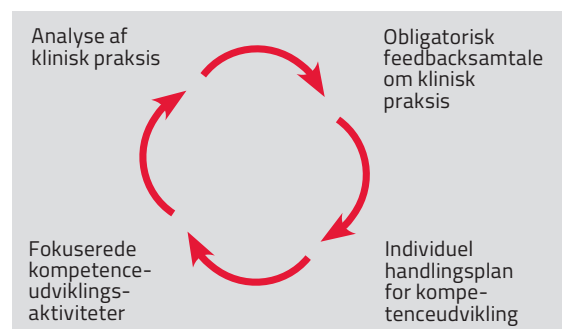 Analyse af
klinisk praksis
Obligatorisk
feedbacksamtale
om klinisk
praksis
Individuel
handlingsplan
for kompe-
tenceudvikling
Fokuserede
kompetence-
udviklings-
aktiviteter